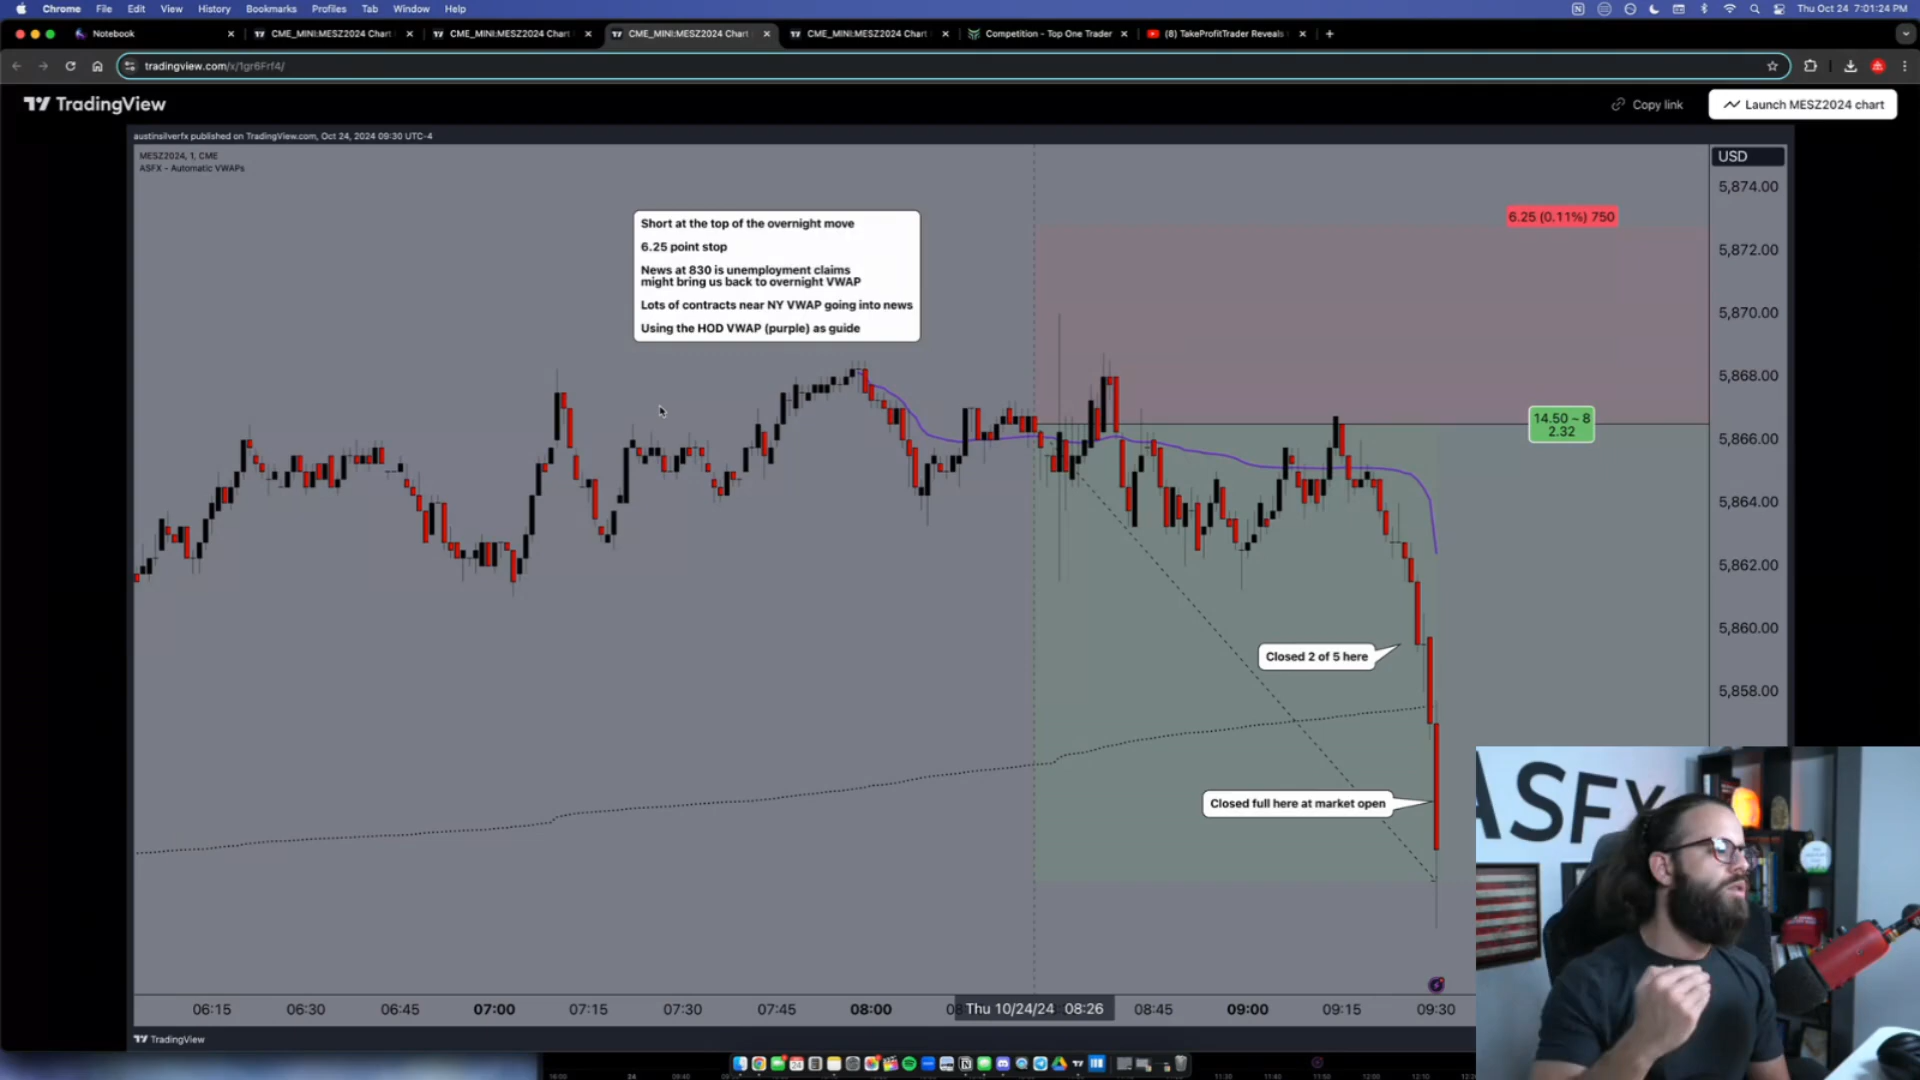 Chrome File Edit View History Bookmarks Profiles Tab Window Help
Thu Oct 24 7:01:24 PM
Notebook
CME_MINI:MESZ2024 Chart
CME_MINI:MESZ2024 Chart
CME_MINI:MESZ2024 Chart
CME_MINI:MESZ2024 Chart
Competition - Top One Trader
(8) TakeProfitTrader Reveals
tradingview.com/x/1gr6Frf4/
TradingView
Copy link
Launch MESZ2024 chart
austinsilverfx published on TradingView.com, Oct 24, 2024 09:30 UTC-4
MESZ2024, 1, CME
ASFX - Automatic VWAPs
USD
5,874.00
5,872.00
5,870.00
5,868.00
5,866.00
5,864.00
5,862.00
5,860.00
5,858.00
6.25 (0.11%) 750
Short at the top of the overnight move
6.25 point stop
News at 830 is unemployment claims
might bring us back to overnight VWAP
Lots of contracts near NY VWAP going into news
Using the HOD VWAP (purple) as guide
14.50 ~ 8
2.32
Closed 2 of 5 here
Closed full here at market open
ASFX
06:15 06:30 06:45 07:00 07:15 07:30 07:45 08:00 Thu 10/24/24 08:26 08:45 09:00 09:15 09:30
TradingView